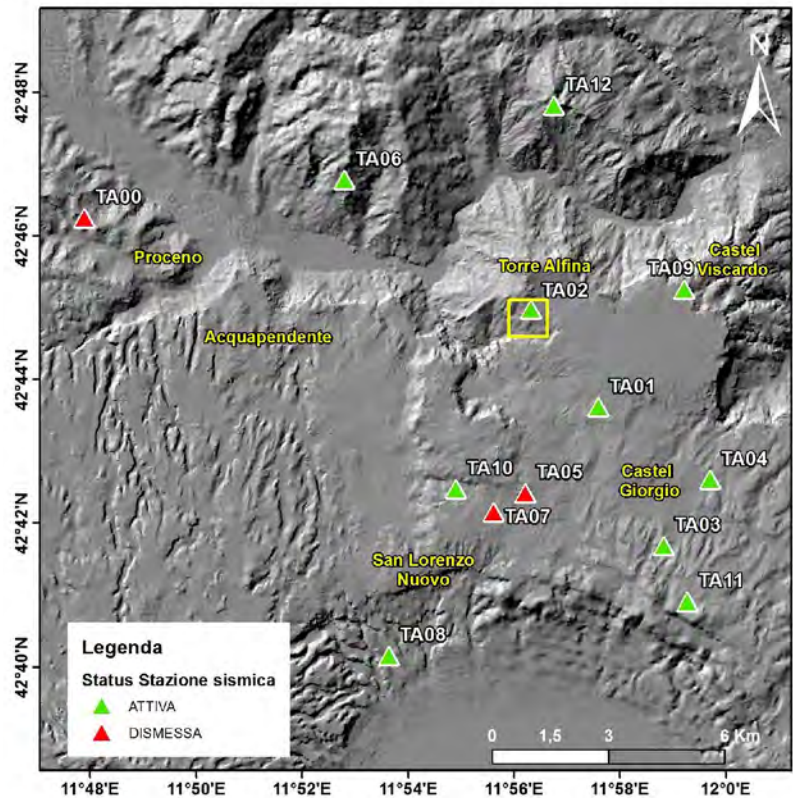 N
TA12
42°48'N
TA06
TA00
42°46'N
Proceno
Castel
Viscardo
Torre Alfina
TA09
TA02
Acquapendente
42°44'N
TA01
TA04
TA10
TA05
Castel
Giorgio
42°42'N
TA07
TA03
San Lorenzo
Nuovo
TA11
TA08
42°40'N
Legenda
Status Stazione sismica
ATTIVA
DISMESSA
0 1,5 3 6 Km
11°48'E 11°50'E 11°52'E 11°54'E 11°56'E 11°58'E 12°0'E